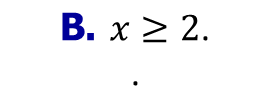 B. x ≥ 2.
.